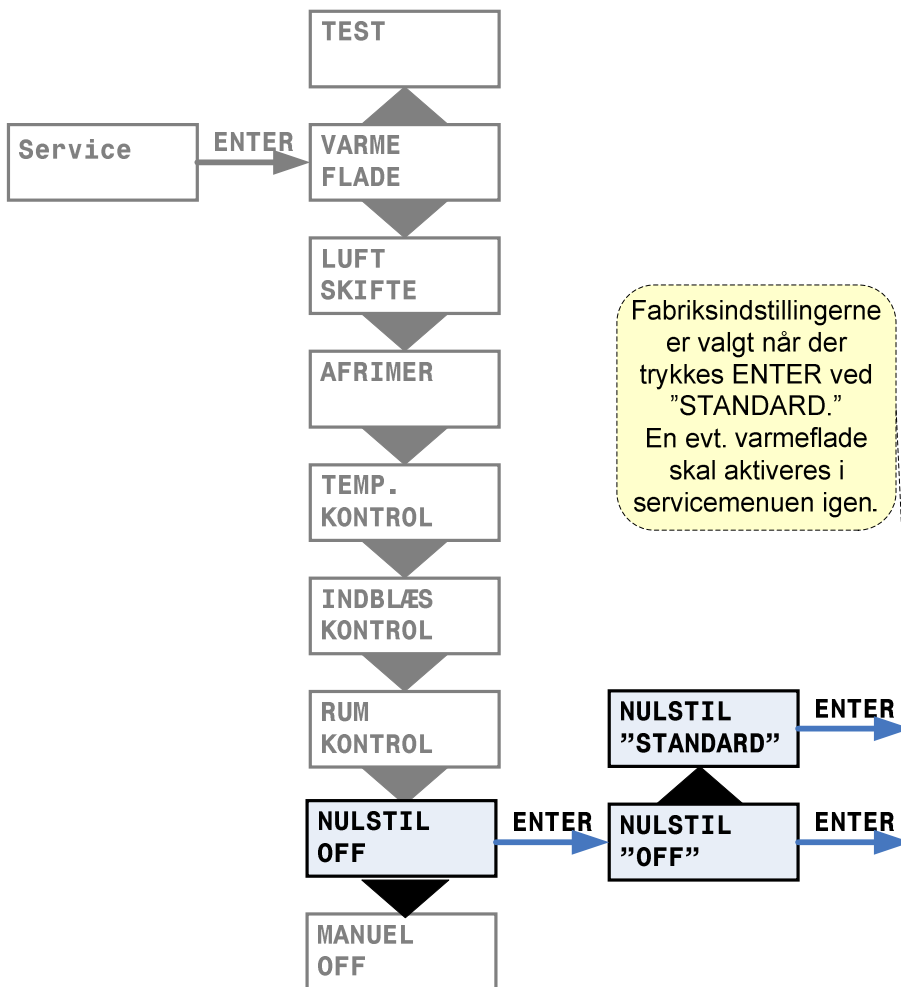 TEST
Service
ENTER
VARME
FLADE
LUFT
SKIFTE
AFRIMER
Fabriksindstillingerne
er valgt når der
trykkes ENTER ved
”STANDARD.”
En evt. varmeflade
skal aktiveres i
servicemenuen igen.
TEMP.
KONTROL
INDBLÆS
KONTROL
RUM
KONTROL
NULSTIL
”STANDARD”
ENTER
NULSTIL
OFF
ENTER
NULSTIL
”OFF”
ENTER
MANUEL
OFF